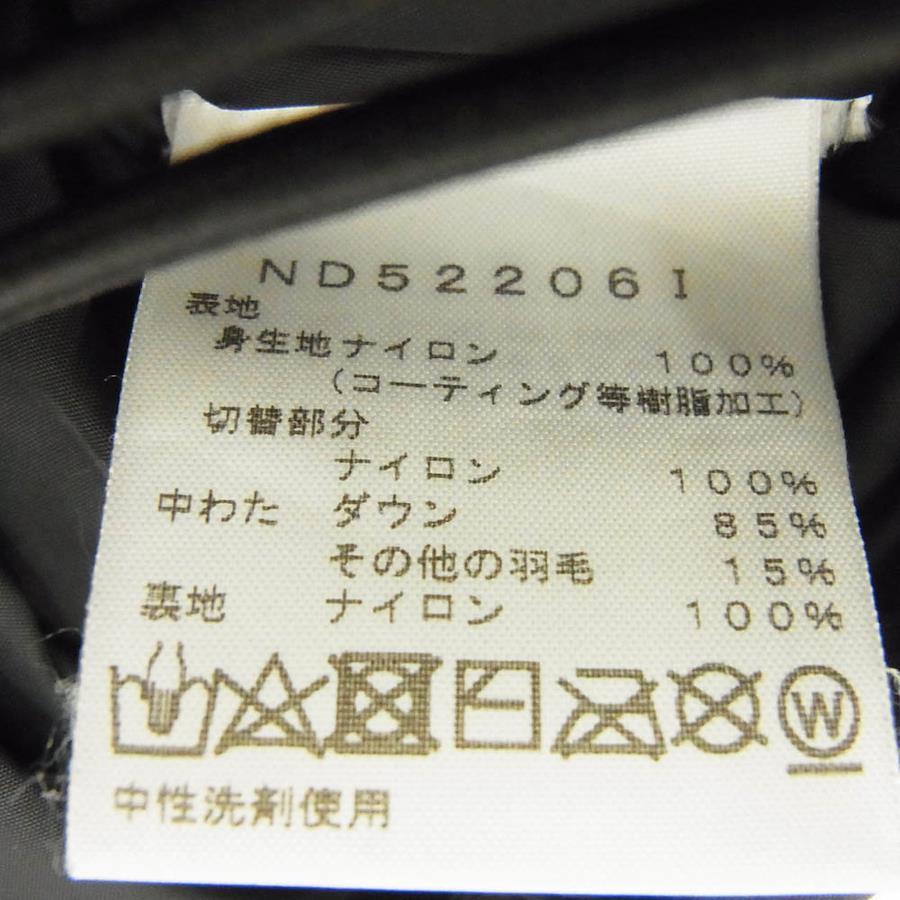 ND52206I
表地
身生地 ナイロン 100%
(コーティング等樹脂加工)
切替部分
ナイロン 100%
中わた ダウン 85%
その他の羽毛 15%
裏地 ナイロン 100%
W
中性洗剤使用